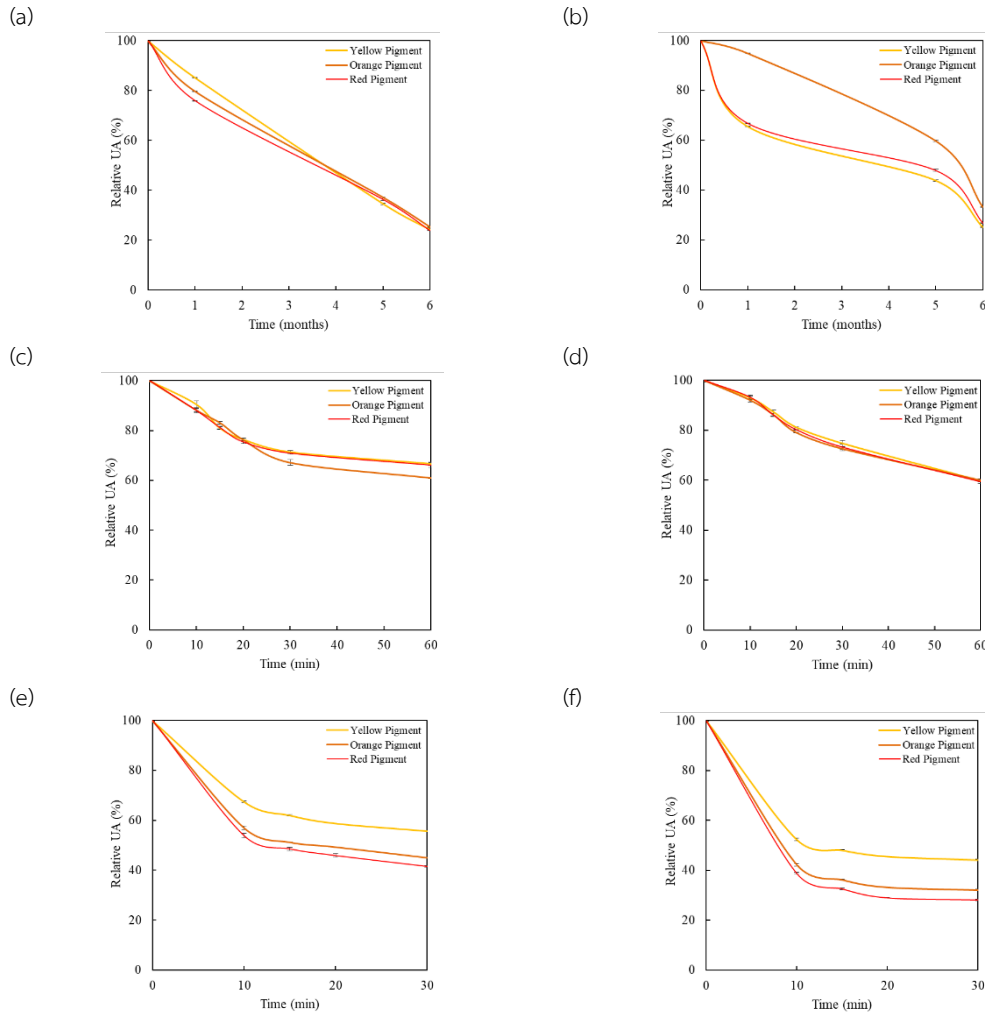 (a)
100
80
60
40
20
0
Relative UA (%)
Yellow Pigment
Orange Pigment
Red Pigment
0 1 2 3 4 5 6
Time (months)
(b)
100
80
60
40
20
0
Relative UA (%)
Yellow Pigment
Orange Pigment
Red Pigment
0 1 2 3 4 5 6
Time (months)
(c)
100
80
60
40
20
0
Relative UA (%)
Yellow Pigment
Orange Pigment
Red Pigment
0 10 20 30 40 50 60
Time (min)
(d)
100
80
60
40
20
0
Relative UA (%)
Yellow Pigment
Orange Pigment
Red Pigment
0 10 20 30 40 50 60
Time (min)
(e)
100
80
60
40
20
0
Relative UA (%)
Yellow Pigment
Orange Pigment
Red Pigment
0 10 20 30
Time (min)
(f)
100
80
60
40
20
0
Relative UA (%)
Yellow Pigment
Orange Pigment
Red Pigment
0 10 20 30
Time (min)